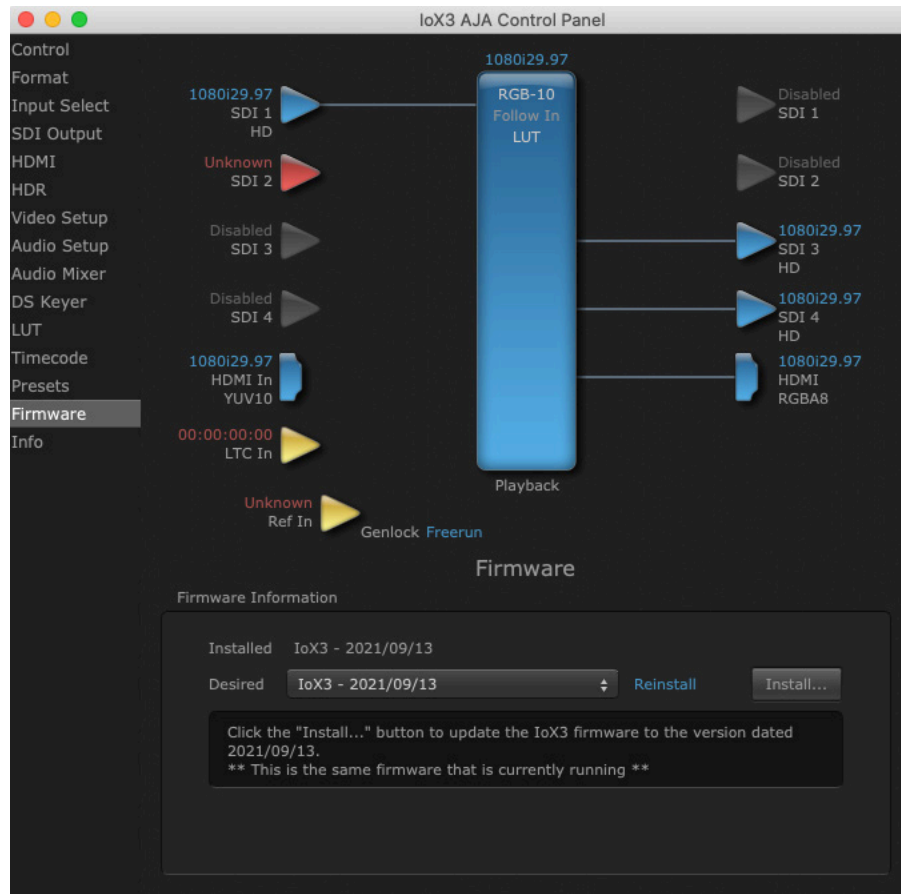 IoX3 AJA Control Panel
Control
Format
Input Select
SDI Output
HDMI
HDR
Video Setup
Audio Setup
Audio Mixer
DS Keyer
LUT
Timecode
Presets
Firmware
Info
1080i29.97
SDI 1
HD
Unknown
SDI 2
Disabled
SDI 3
Disabled
SDI 4
1080i29.97
HDMI In
YUV10
00:00:00:00
LTC In
Unknown
Ref In
Genlock Freerun
1080i29.97
RGB-10
Follow In
LUT
Playback
Disabled
SDI 1
Disabled
SDI 2
1080i29.97
SDI 3
HD
1080i29.97
SDI 4
HD
1080i29.97
HDMI
RGBA8
Firmware
Firmware Information
Installed IoX3 - 2021/09/13
Desired IoX3 - 2021/09/13 Reinstall Install...
Click the "Install..." button to update the IoX3 firmware to the version dated
2021/09/13.
** This is the same firmware that is currently running **